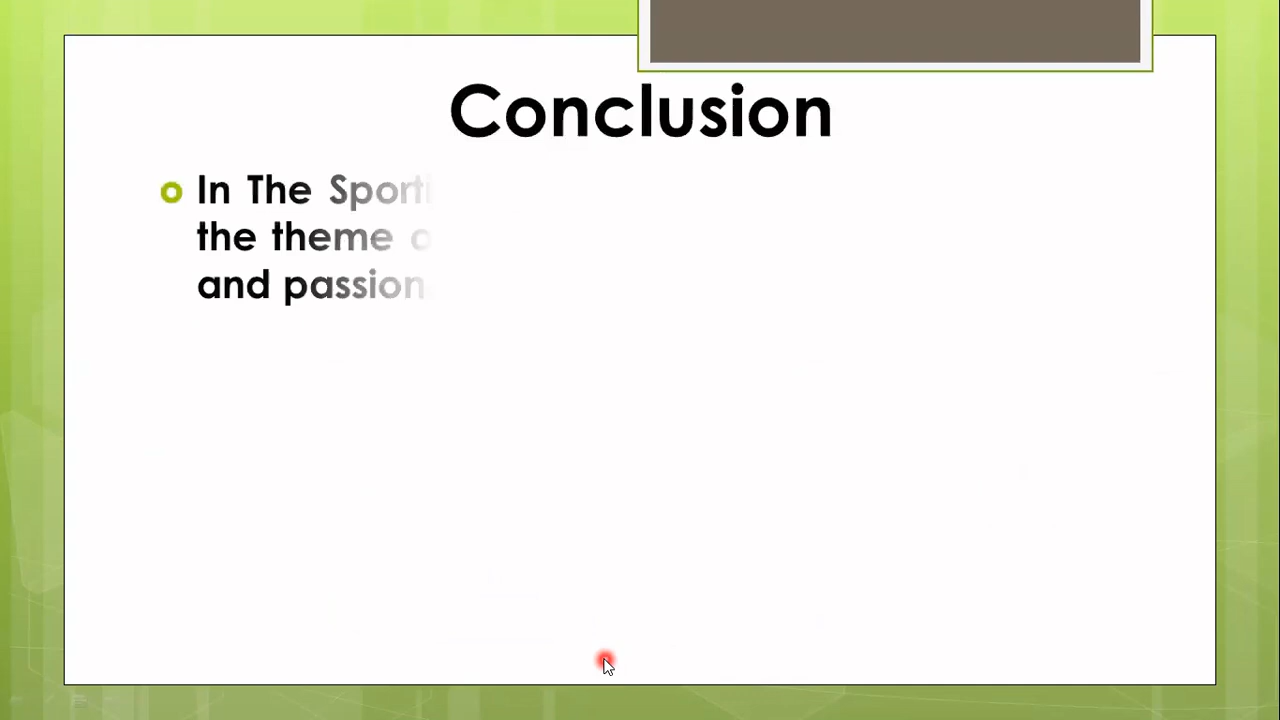 Conclusion
In The Sporti
the theme o
and passion